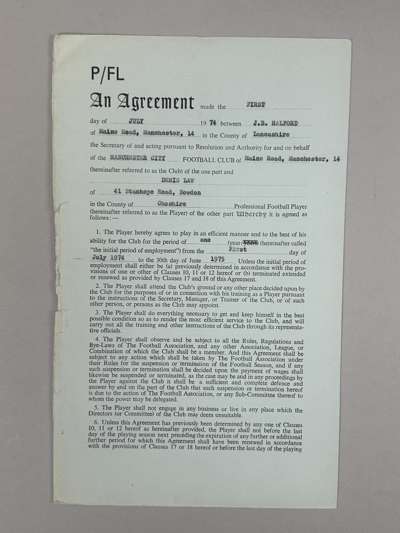 P/FL
An Agreement made the FIRST
day of JULY 1974 between J.B. HALFORD
of Maine Road, Manchester, 14 in the County of Lancashire
the Secretary of and acting pursuant to Resolution and Authority for and on behalf
of the MANCHESTER CITY FOOTBALL CLUB of Maine Road, Manchester, 14
(hereinafter referred to as the Club) of the one part and
DENIS LAW
of 41 Stanhope Road, Bowdon
in the County of Cheshire Professional Football Player
(hereinafter referred to as the Player) of the other part Whereby it is agreed as
follows:—
1. The Player hereby agrees to play in an efficient manner and to the best of his
ability for the Club for the period of one (hereinafter called
"the initial period of employment") from the First day of
July 1974 to the 30th day of June 1975 Unless the initial period of
employment shall either be (a) previously determined in accordance with the pro-
visions of one or other of Clauses 10, 11 or 12 hereof or (b) terminated extended
or renewed as provided by Clauses 17 and 18 of this Agreement.
2. The Player shall attend the Club's ground or any other place decided upon by
the Club for the purposes of or in connection with his training as a Player pursuant
to the instructions of the Secretary, Manager, or Trainer of the Club, or of such
other person, or persons as the Club may appoint.
3. The Player shall do everything necessary to get and keep himself in the best
possible condition so as to render the most efficient service to the Club, and will
carry out all the training and other instructions of the Club through its representa-
tive officials.
4. The Player shall observe and be subject to all the Rules, Regulations and
Bye-Laws of The Football Association, and any other Association, League, or
Combination of which the Club shall be a member. And this Agreement shall be
subject to any action which shall be taken by The Football Association under
their Rules for the suspension or termination of the Football Season, and if any
such suspension or termination shall be decided upon the payment of wages shall
likewise be suspended or terminated, as the case may be and in any proceedings by
the Player against the Club it shall be a sufficient and complete defence and
answer by and on the part of the Club that such suspension or termination hereof
is due to the action of The Football Association, or any Sub-Committee thereof to
whom the power may be delegated.
5. The Player shall not engage in any business or live in any place which the
Directors (or Committee) of the Club may deem unsuitable.
6. Unless this Agreement has previously been determined by any one of Clauses
10, 11 or 12 hereof as hereinafter provided, the Player shall not before the last
day of the playing season next preceding the expiration of any further or additional
further period for which this Agreement shall have been renewed in accordance
with the provisions of Clauses 17 or 18 hereof or before the last day of the playing